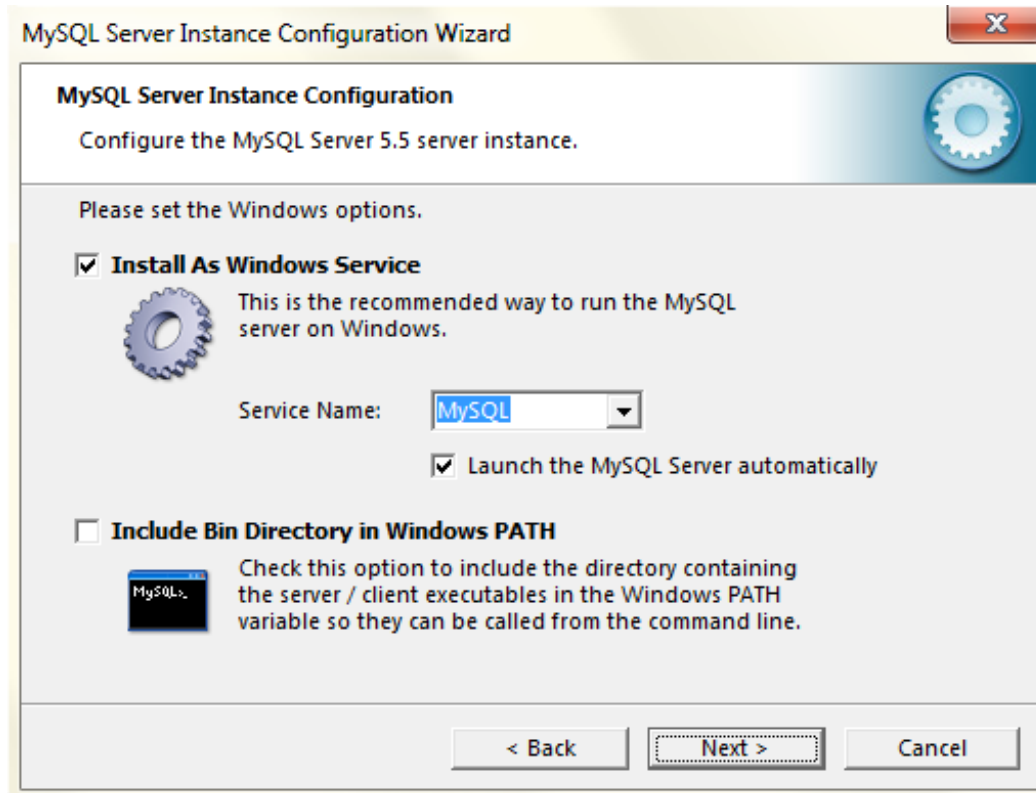 MySQL Server Instance Configuration Wizard
MySQL Server Instance Configuration
Configure the MySQL Server 5.5 server instance.
Please set the Windows options.
Install As Windows Service
This is the recommended way to run the MySQL
server on Windows.
Service Name: MySQL
Launch the MySQL Server automatically
Include Bin Directory in Windows PATH
Check this option to include the directory containing
the server / client executables in the Windows PATH
variable so they can be called from the command line.
MySQL>_
< Back Next > Cancel